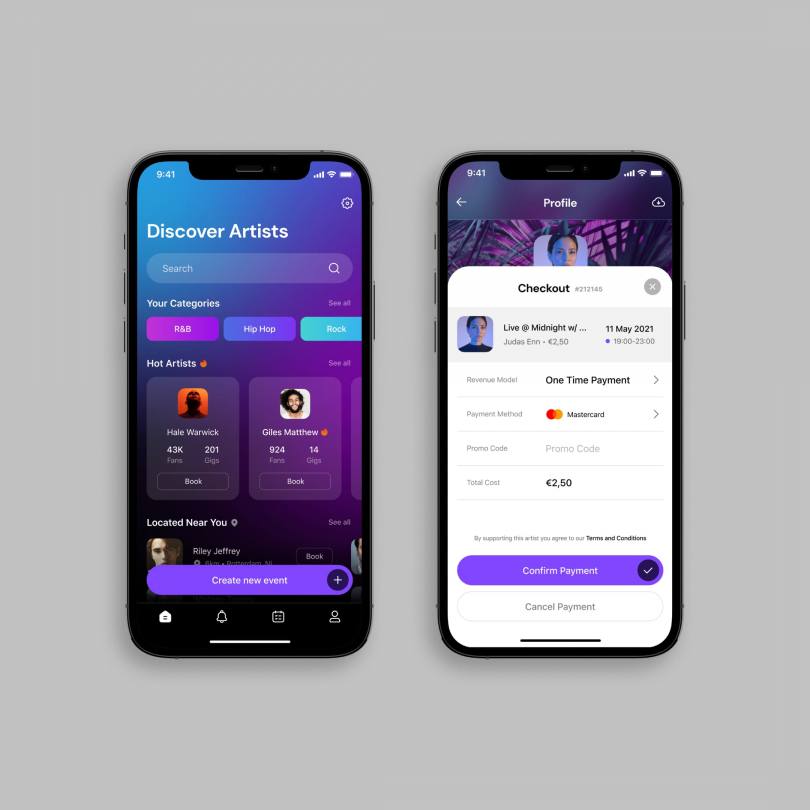 9:41
Discover Artists
Search
Your Categories See all
R&B Hip Hop Rock
Hot Artists See all
Hale Warwick
43K 201
Fans Gigs
Book
Giles Matthew
924 14
Fans Gigs
Book
Located Near You See all
Riley Jeffrey
6km • Rotterdam,
Book
Create new event
9:41
Profile
Checkout #212145
Live @ Midnight w/ ... 11 May 2021
Judas Enn • €2,50 19:00-23:00
Revenue Model One Time Payment
Payment Method Mastercard
Promo Code Promo Code
Total Cost €2,50
By supporting this artist you agree to our Terms and Conditions
Confirm Payment
Cancel Payment